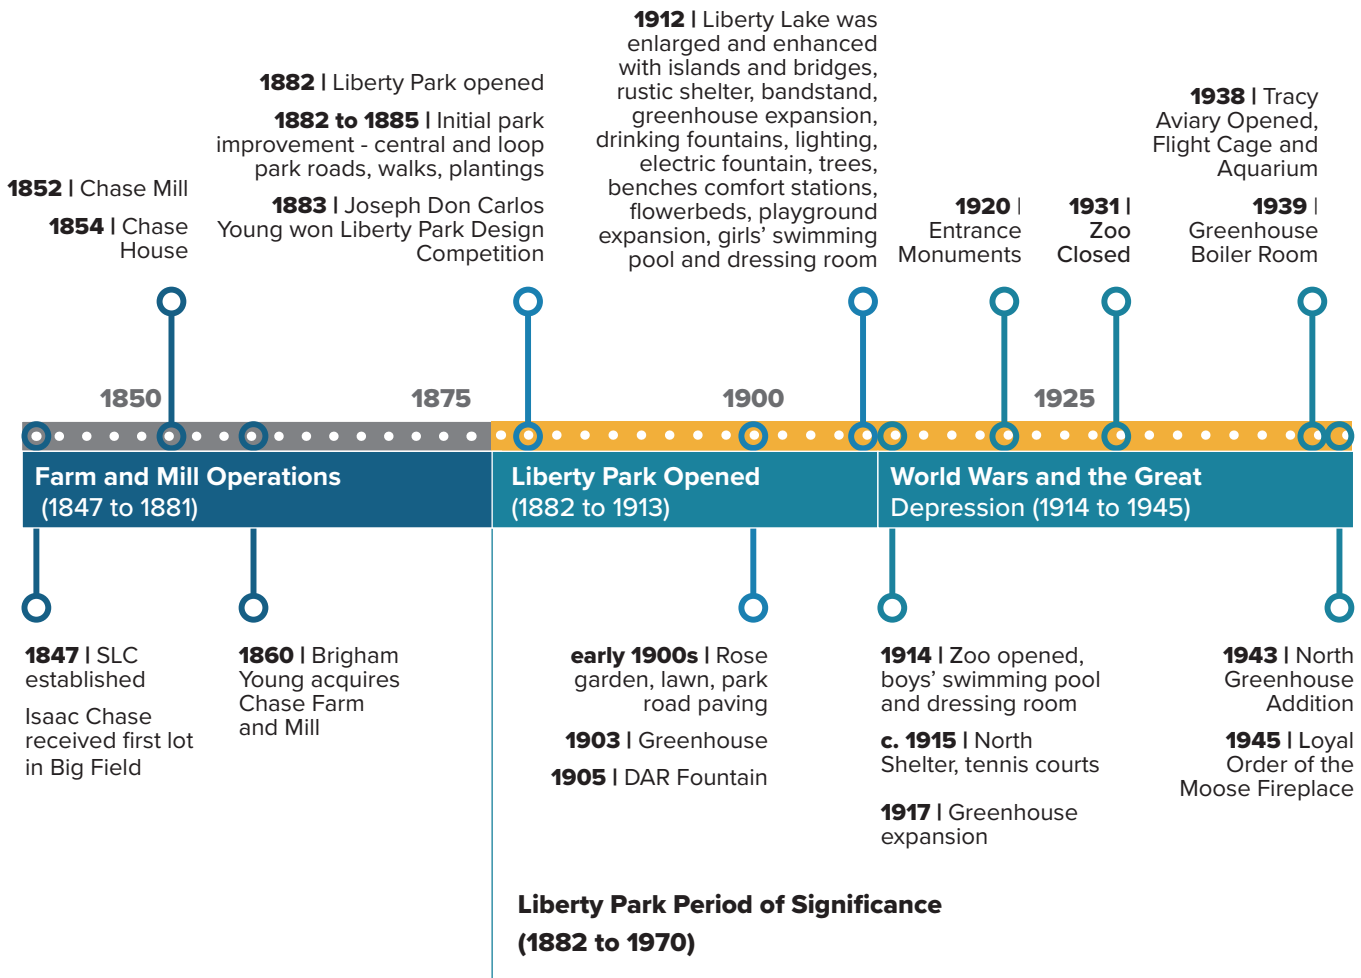 1852 | Chase Mill
1854 | Chase
House
1882 | Liberty Park opened
1882 to 1885 | Initial park
improvement - central and loop
park roads, walks, plantings
1883 | Joseph Don Carlos
Young won Liberty Park Design
Competition
1912 | Liberty Lake was
enlarged and enhanced
with islands and bridges,
rustic shelter, bandstand,
greenhouse expansion,
drinking fountains, lighting,
electric fountain, trees,
benches comfort stations,
flowerbeds, playground
expansion, girls’ swimming
pool and dressing room
1920 |
Entrance
Monuments
1931 |
Zoo
Closed
1938 | Tracy
Aviary Opened,
Flight Cage and
Aquarium
1939 |
Greenhouse
Boiler Room
1850
1875
1900
1925
Farm and Mill Operations
(1847 to 1881)
Liberty Park Opened
(1882 to 1913)
World Wars and the Great
Depression (1914 to 1945)
1847 | SLC
established
Isaac Chase
received first lot
in Big Field
1860 | Brigham
Young acquires
Chase Farm
and Mill
early 1900s | Rose
garden, lawn, park
road paving
1903 | Greenhouse
1905 | DAR Fountain
1914 | Zoo opened,
boys’ swimming pool
and dressing room
c. 1915 | North
Shelter, tennis courts
1917 | Greenhouse
expansion
1943 | North
Greenhouse
Addition
1945 | Loyal
Order of the
Moose Fireplace
Liberty Park Period of Significance
(1882 to 1970)